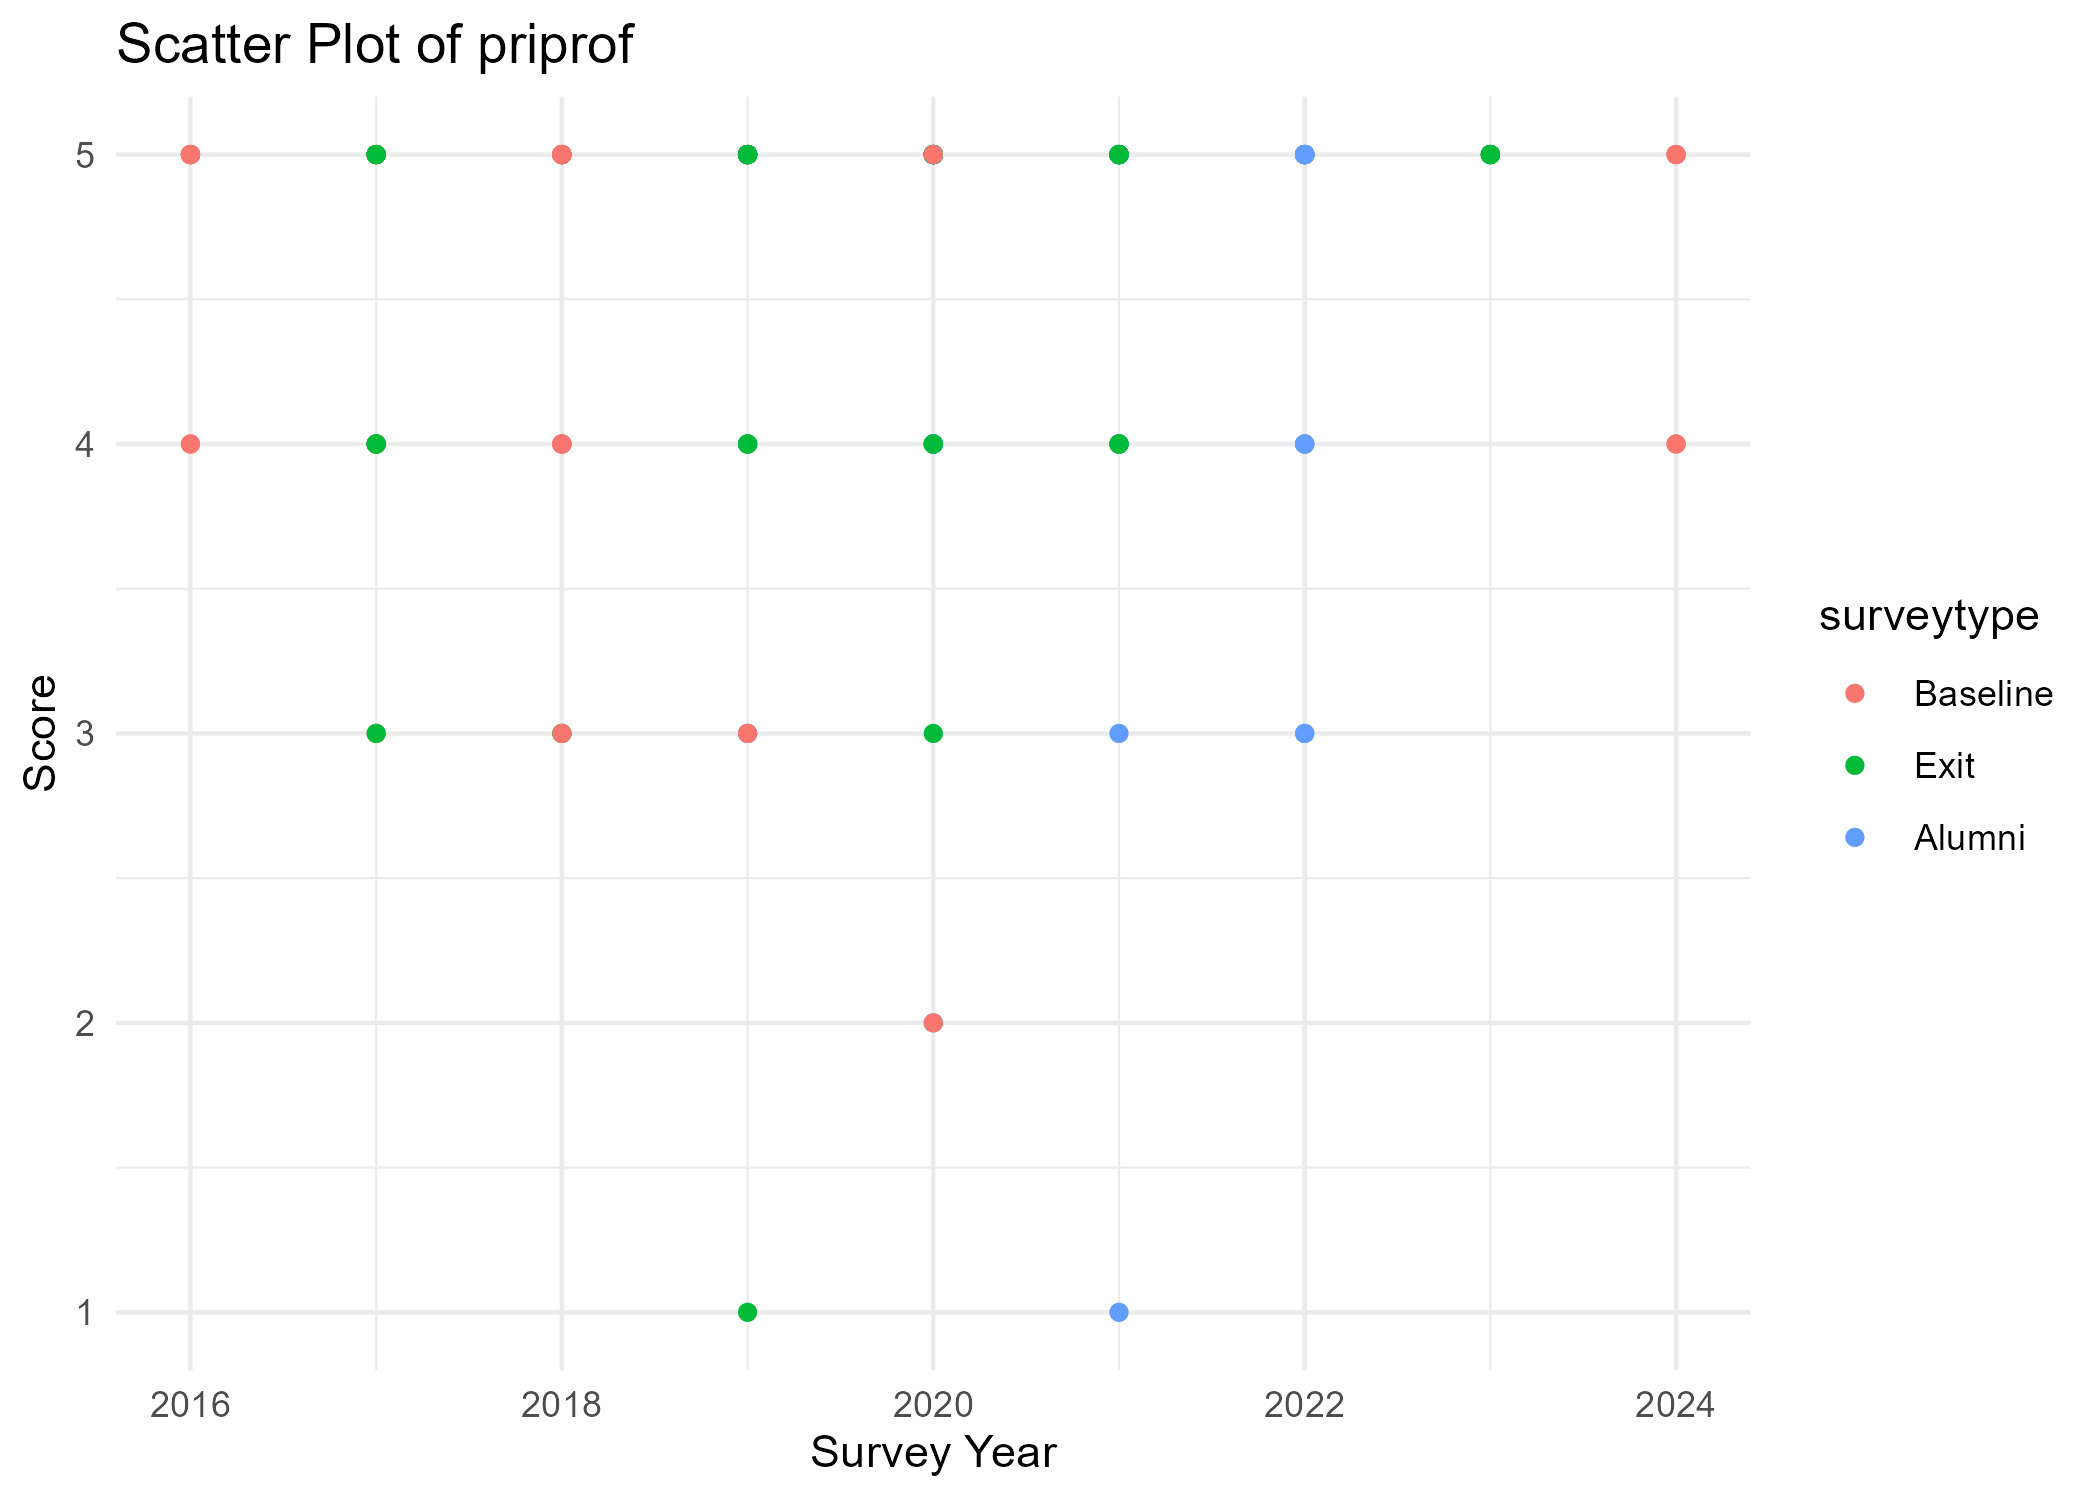 Scatter Plot of priprof
5
4
3
2
1
Score
2016 2018 2020 2022 2024
Survey Year
surveytype
Baseline
Exit
Alumni